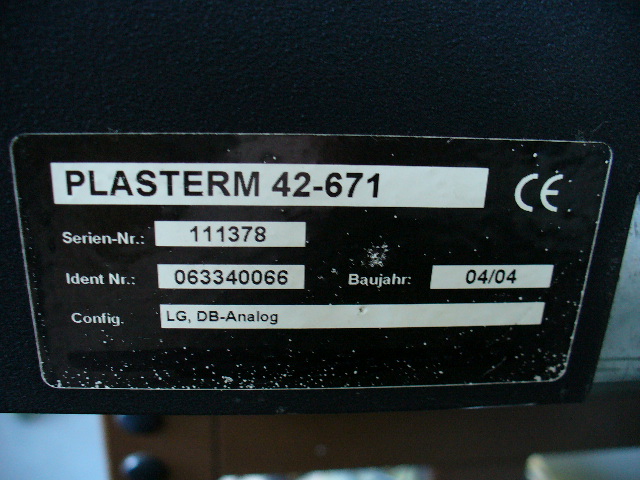 PLASTERM 42-671 CE
Serien-Nr.: 111378
Ident Nr.: 063340066 Baujahr: 04/04
Config. LG, DB-Analog